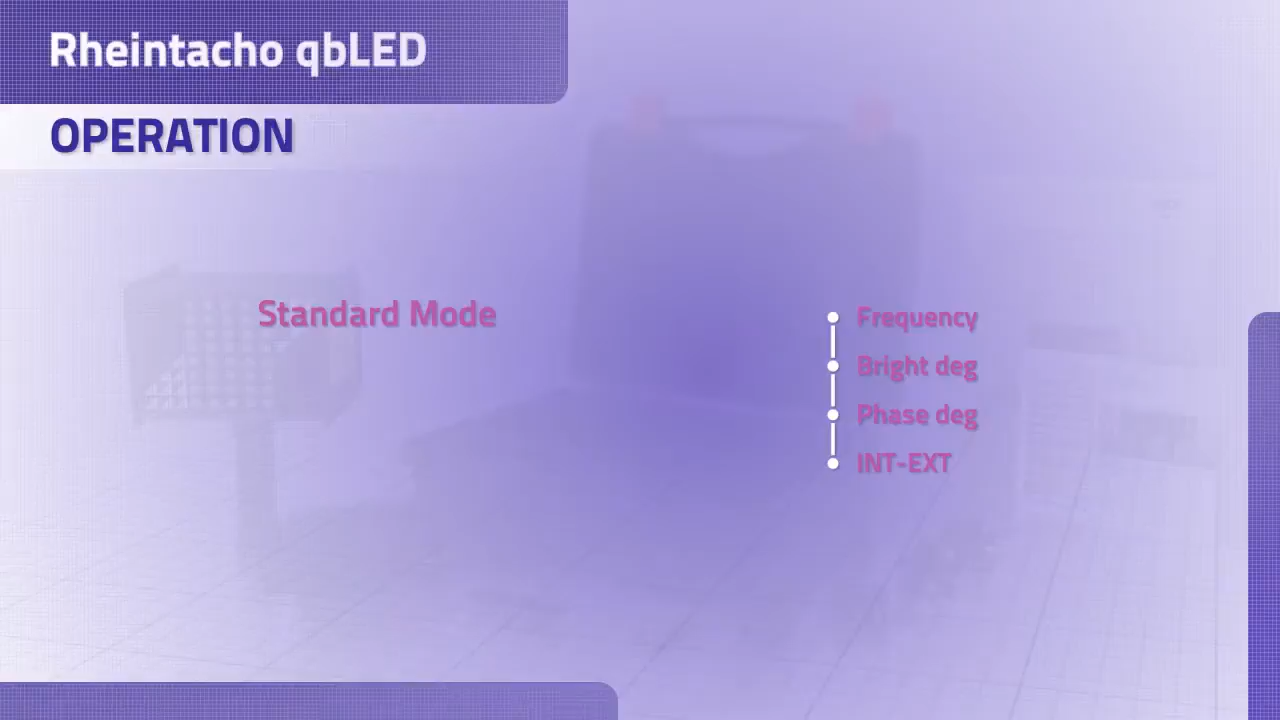 Rheintacho qbLED
OPERATION
Standard Mode
Frequency
Bright deg
Phase deg
INT-EXT